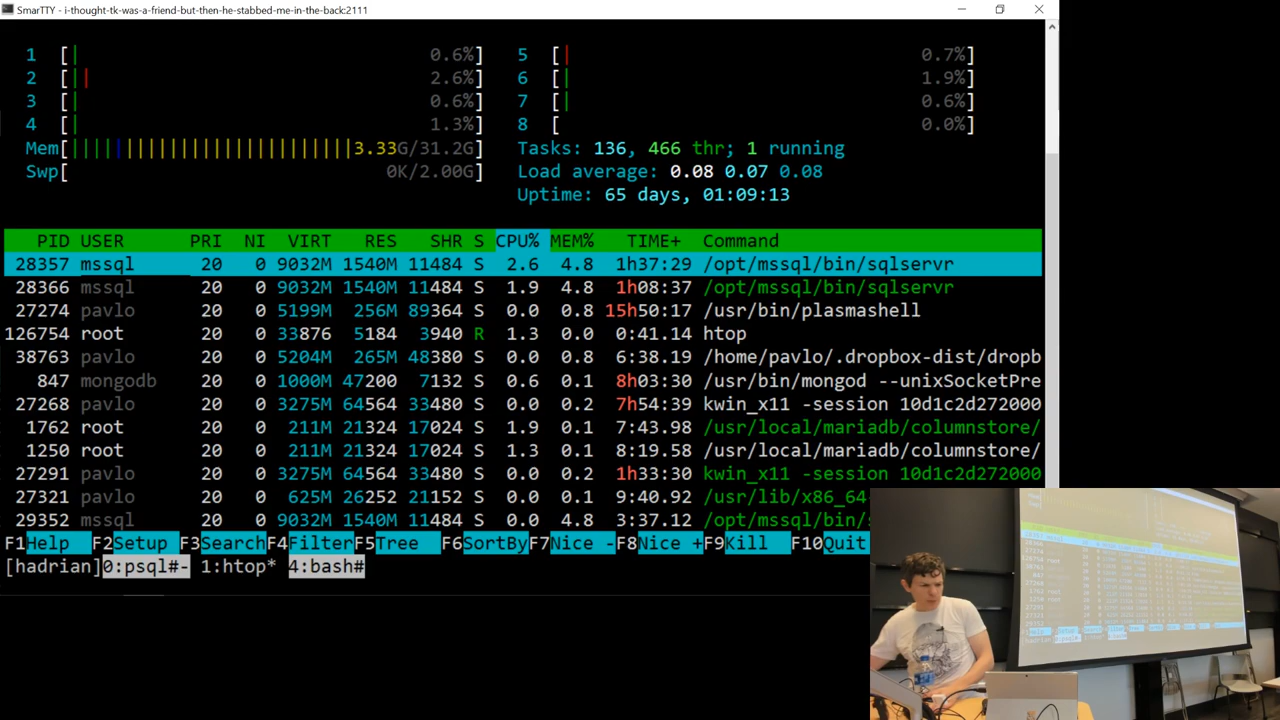 SmarTTY - i-thought-tk-was-a-friend-but-then-he-stabbed-me-in-the-back:2111
1 [| 0.6%] 5 [| 0.7%]
2 [|| 2.6%] 6 [| 1.9%]
3 [| 0.6%] 7 [| 0.6%]
4 [| 1.3%] 8 [ 0.0%]
Mem[||||||||||||||||||||||||||3.33G/31.2G] Tasks: 136, 466 thr; 1 running
Swp[ 0K/2.00G] Load average: 0.08 0.07 0.08
Uptime: 65 days, 01:09:13
PID USER PRI NI VIRT RES SHR S CPU% MEM% TIME+ Command
28357 mssql 20 0 9032M 1540M 11484 S 2.6 4.8 1h37:29 /opt/mssql/bin/sqlservr
28366 mssql 20 0 9032M 1540M 11484 S 1.9 4.8 1h08:37 /opt/mssql/bin/sqlservr
27274 pavlo 20 0 5199M 256M 89364 S 0.0 0.8 15h50:17 /usr/bin/plasmashell
126754 root 20 0 33876 5184 3940 R 1.3 0.0 0:41.14 htop
38763 pavlo 20 0 5204M 265M 48380 S 0.0 0.8 6:38.19 /home/pavlo/.dropbox-dist/dropb
847 mongodb 20 0 1000M 47200 7132 S 0.6 0.1 8h03:30 /usr/bin/mongod --unixSocketPre
27268 pavlo 20 0 3275M 64564 33480 S 0.0 0.2 7h54:39 kwin_x11 -session 10d1c2d272000
1762 root 20 0 211M 21324 17024 S 1.9 0.1 7:43.98 /usr/local/mariadb/columnstore/
1250 root 20 0 211M 21324 17024 S 1.3 0.1 8:19.58 /usr/local/mariadb/columnstore/
27291 pavlo 20 0 3275M 64564 33480 S 0.0 0.2 1h33:30 kwin_x11 -session 10d1c2d272000
27321 pavlo 20 0 625M 26252 21152 S 0.0 0.1 9:40.92 /usr/lib/x86_64
29352 mssql 20 0 9032M 1540M 11484 S 0.0 4.8 3:37.12 /opt/mssql/bin/s
F1Help F2Setup F3SearchF4FilterF5Tree F6SortByF7Nice -F8Nice +F9Kill F10Quit
[hadrian]0:psql#- 1:htop* 4:bash#